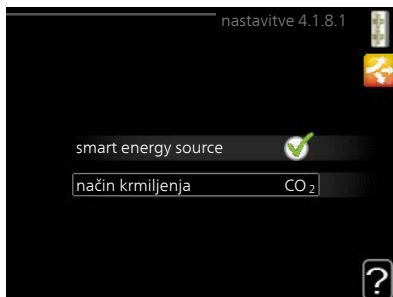 nastavitve 4.1.8.1
smart energy source
način krmiljenja CO₂
?